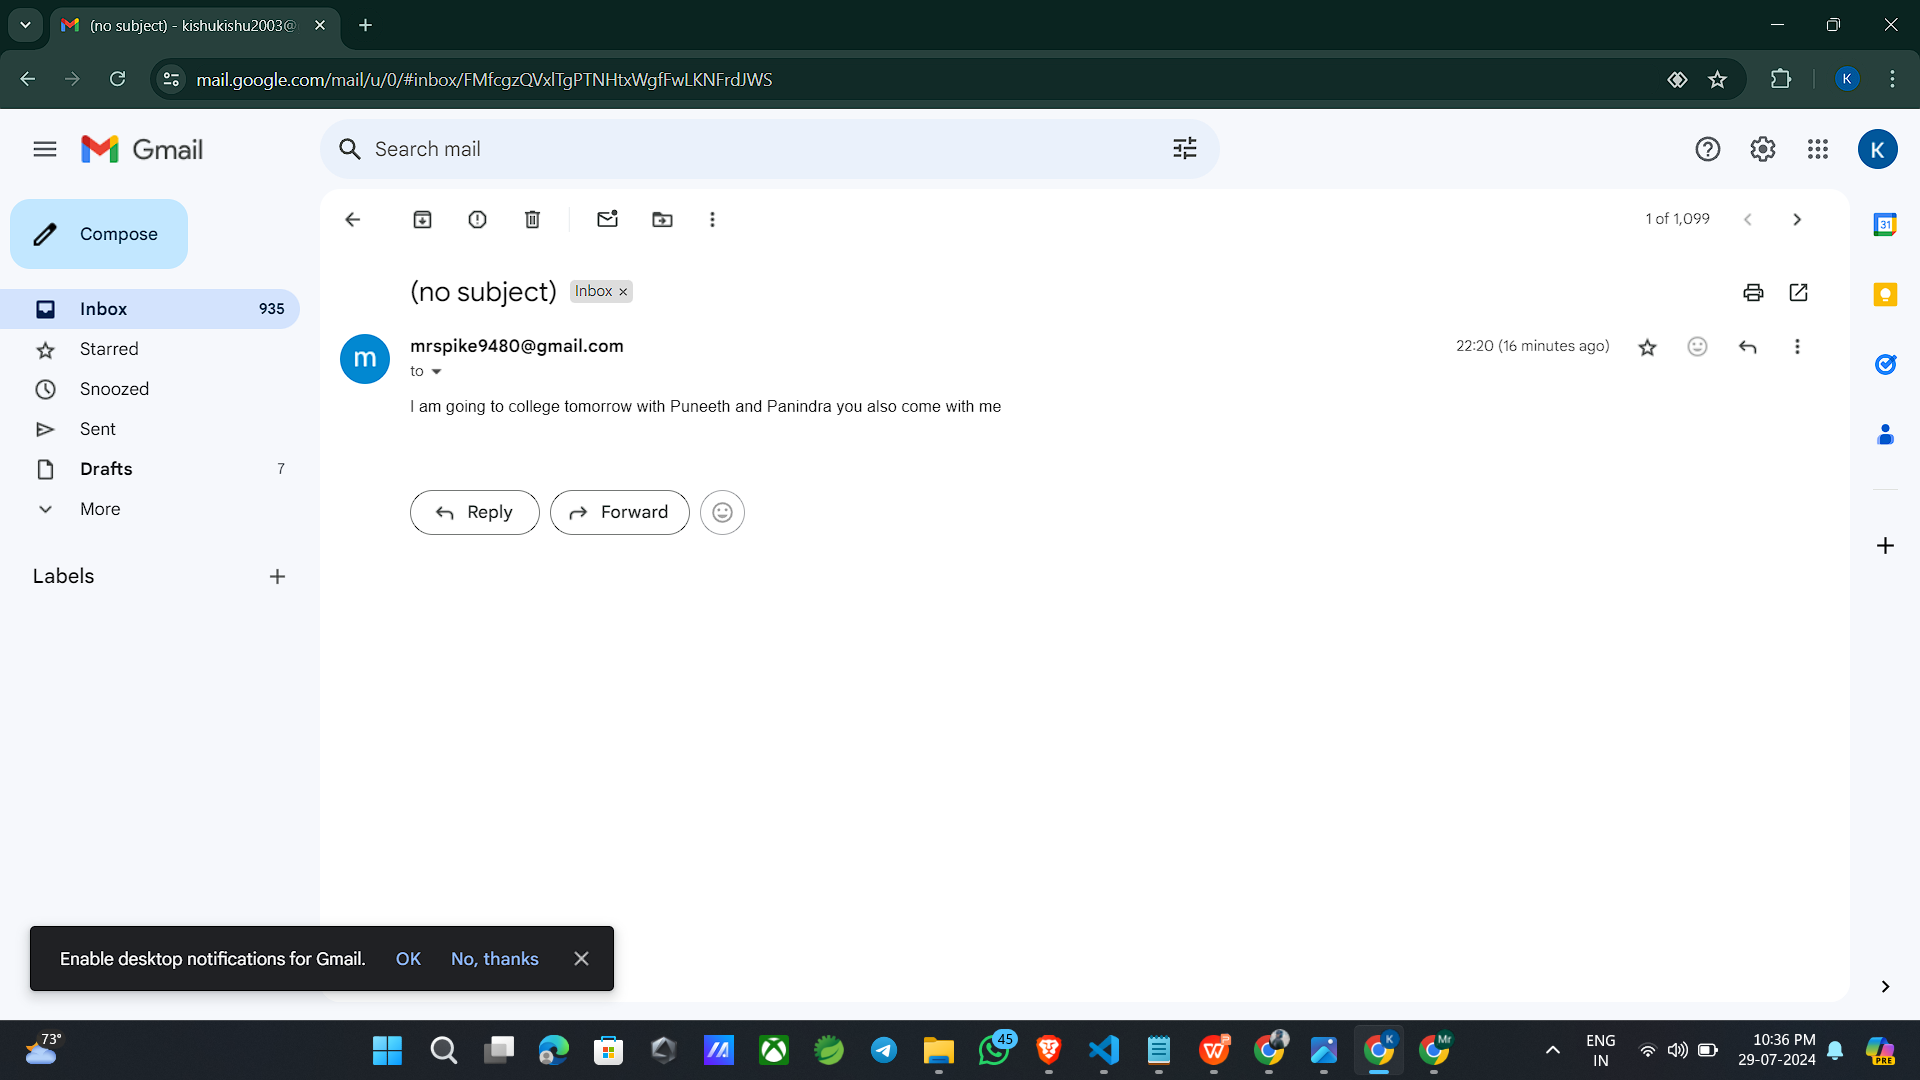 (no subject) - kishukishu2003@
mail.google.com/mail/u/0/#inbox/FMfcgzQVxlTgPTNHtxWgfFwLKNFrdJWS
K
Gmail
Search mail
K
Compose
1 of 1,099
31
(no subject) Inbox ×
Inbox 935
m
mrspike9480@gmail.com
22:20 (16 minutes ago)
Starred
to
Snoozed
I am going to college tomorrow with Puneeth and Panindra you also come with me
Sent
Drafts 7
More
Reply
Forward
Labels
Enable desktop notifications for Gmail. OK No, thanks
73°
45
K
Mr
ENG
IN
10:36 PM
29-07-2024
PRE